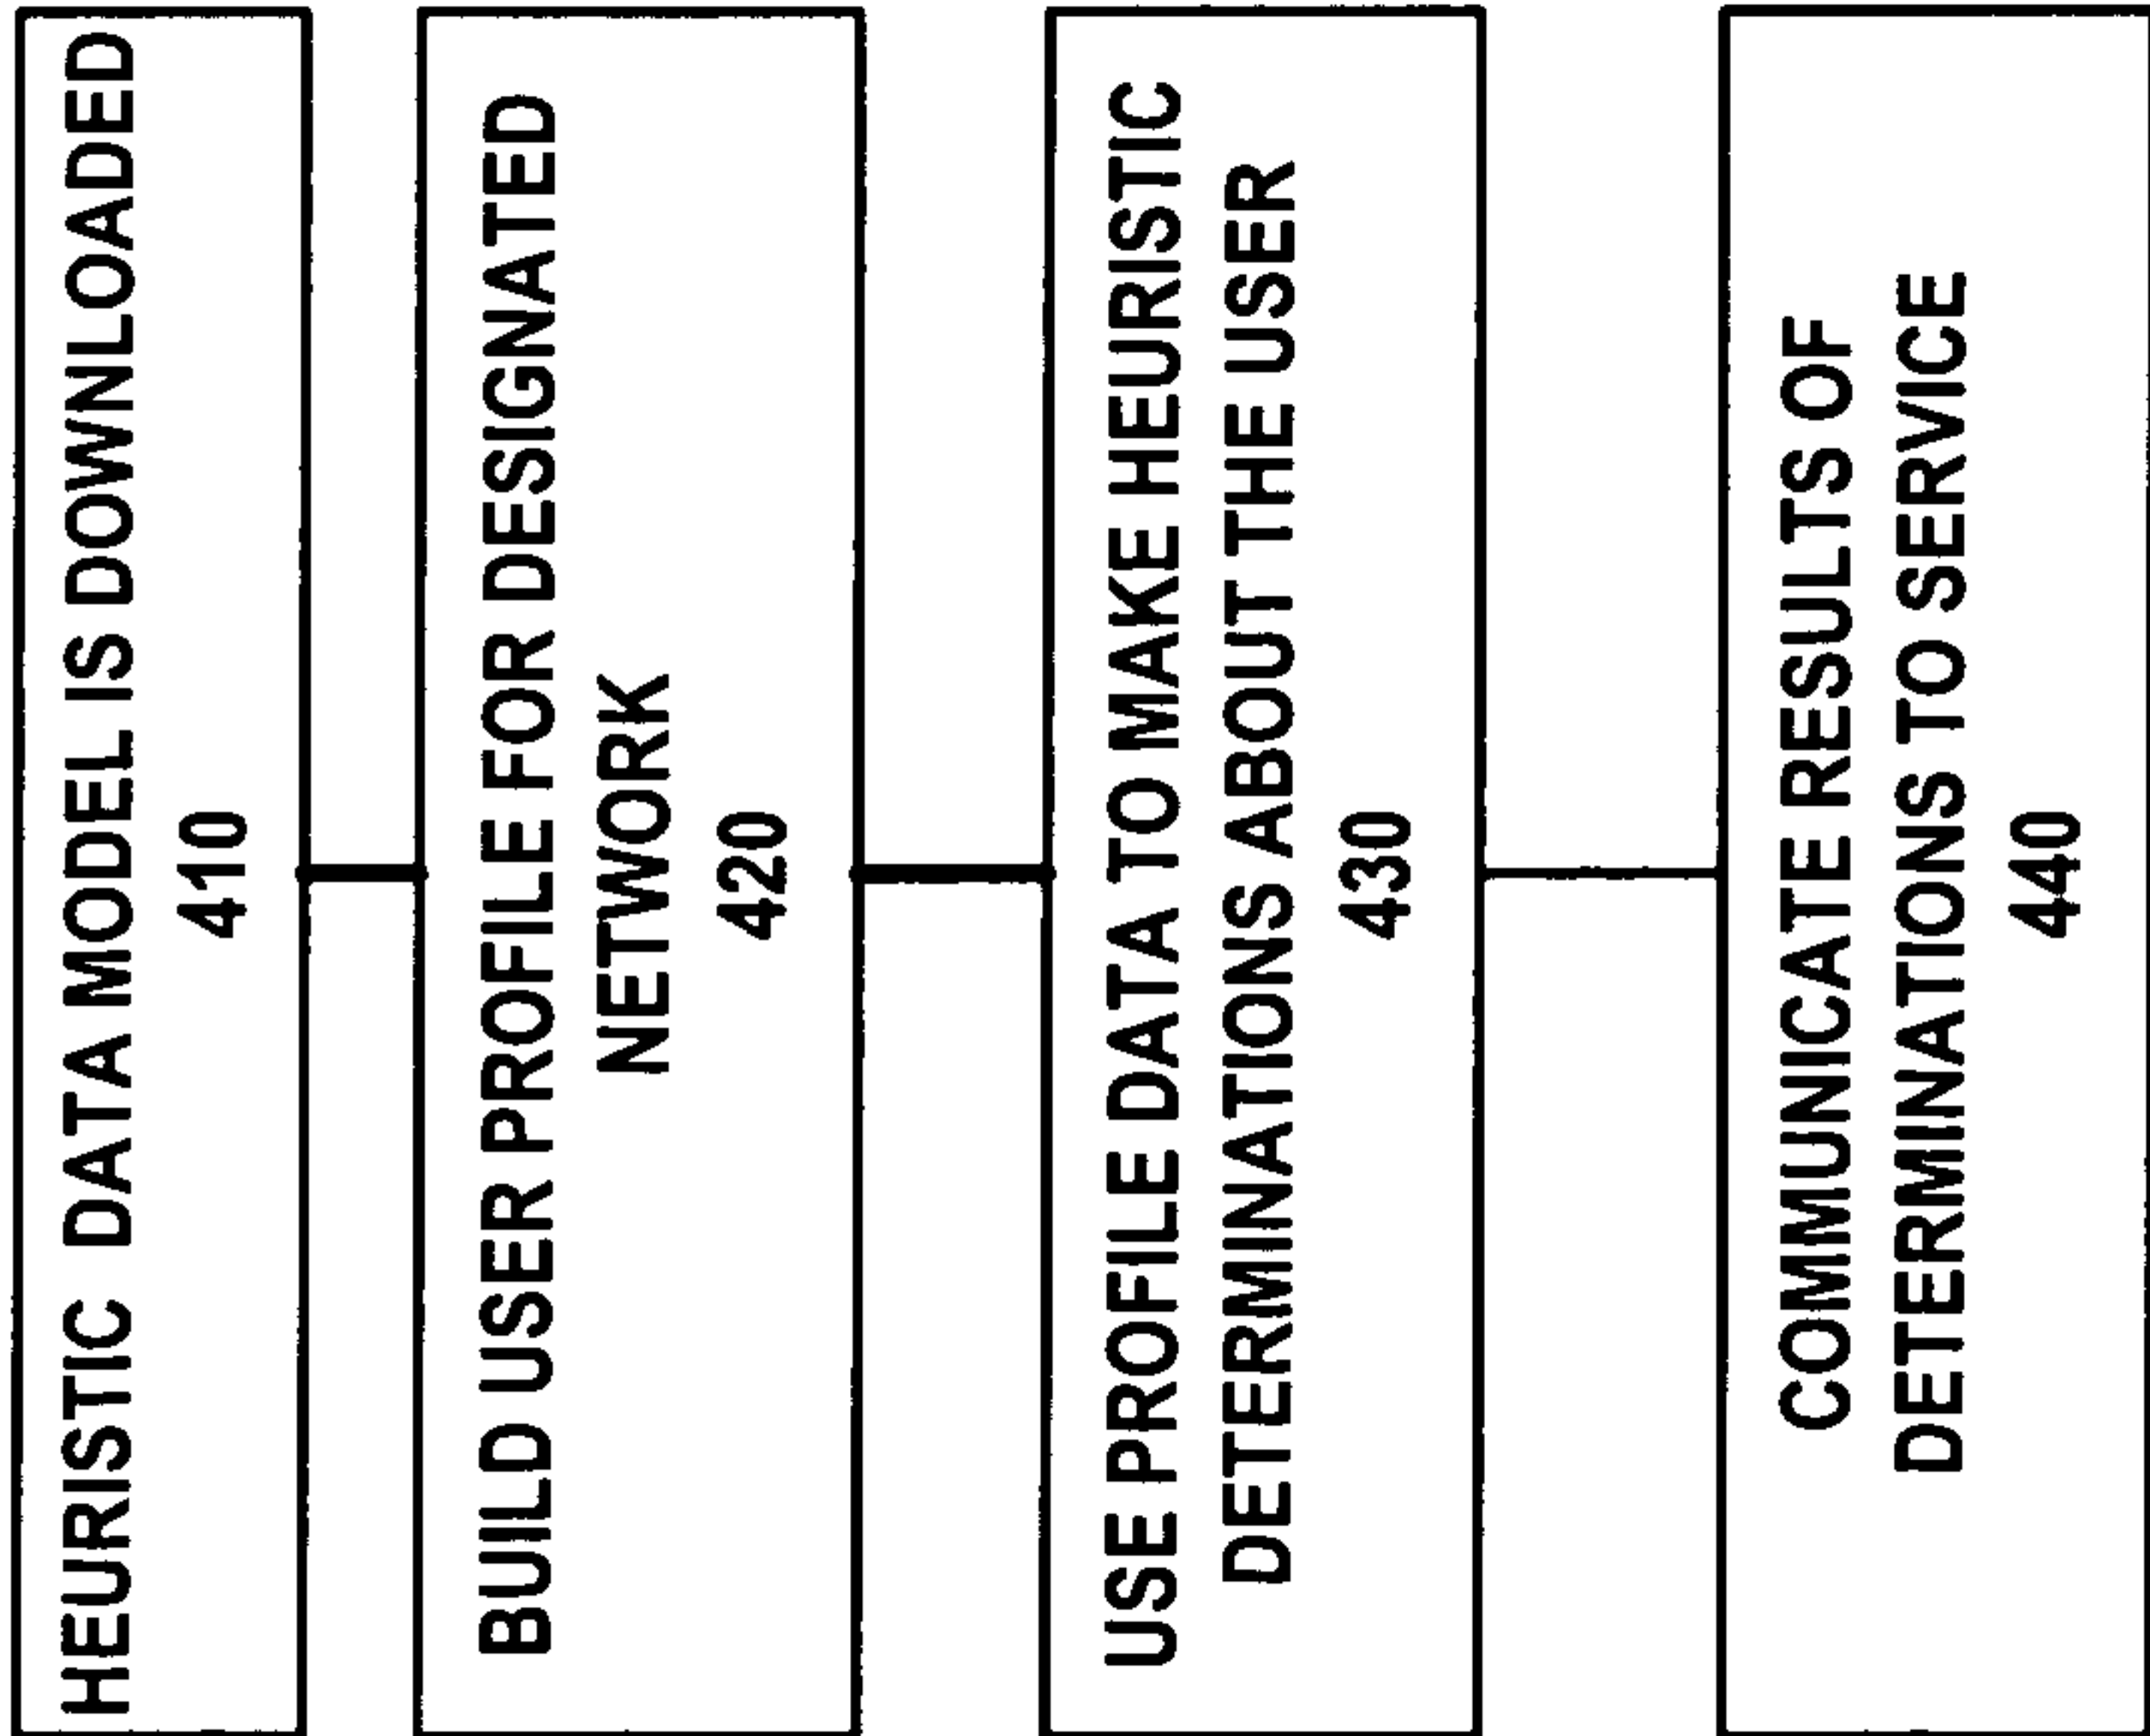 HEURISTIC DATA MODEL IS DOWNLOADED
410
BUILD USER PROFILE FOR DESIGNATED
NETWORK
420
USE PROFILE DATA TO MAKE HEURISTIC
DETERMINATIONS ABOUT THE USER
430
COMMUNICATE RESULTS OF
DETERMINATIONS TO SERVICE
440